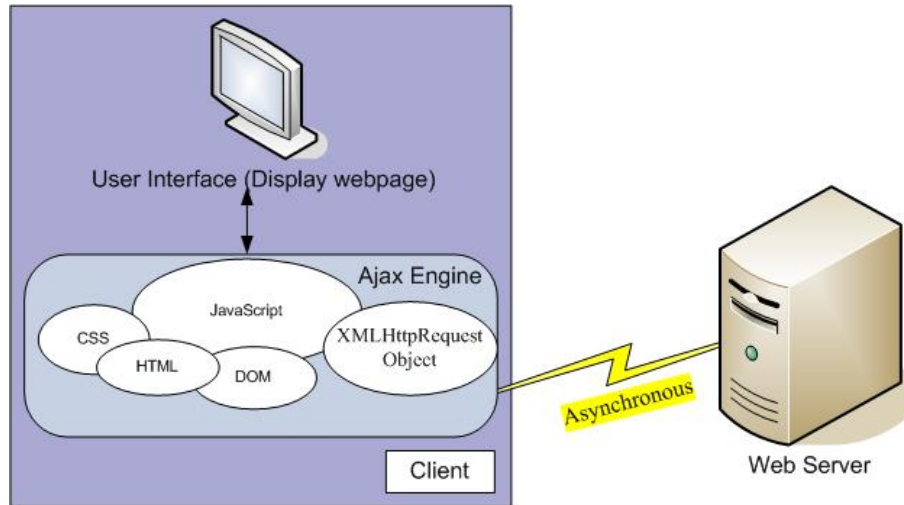 User Interface (Display webpage)
Ajax Engine
JavaScript
CSS
XMLHttpRequest
Object
HTML
DOM
Asynchronous
Client
Web Server